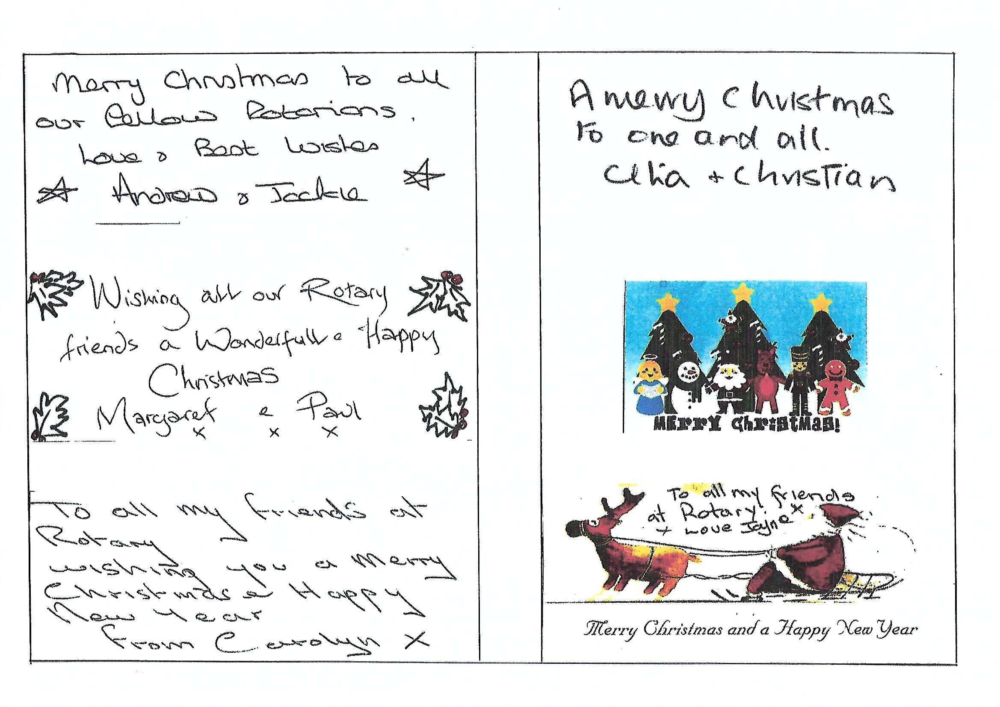 Merry Christmas to all
our fellow Rotarians.
Love & Best Wishes
Andrew & Jackie
Wishing all our Rotary
friends a Wonderfull & Happy
Christmas
Margaret & Paul
x x x
To all my friends at
Rotary
wishing you a Merry
Christmas & Happy
New Year
from Carolyn x
A merry Christmas
to one and all.
Celia + Christian
MERRY CHRISTMAS!
To all my friends
at Rotary. x
x Love Jayne
Merry Christmas and a Happy New Year